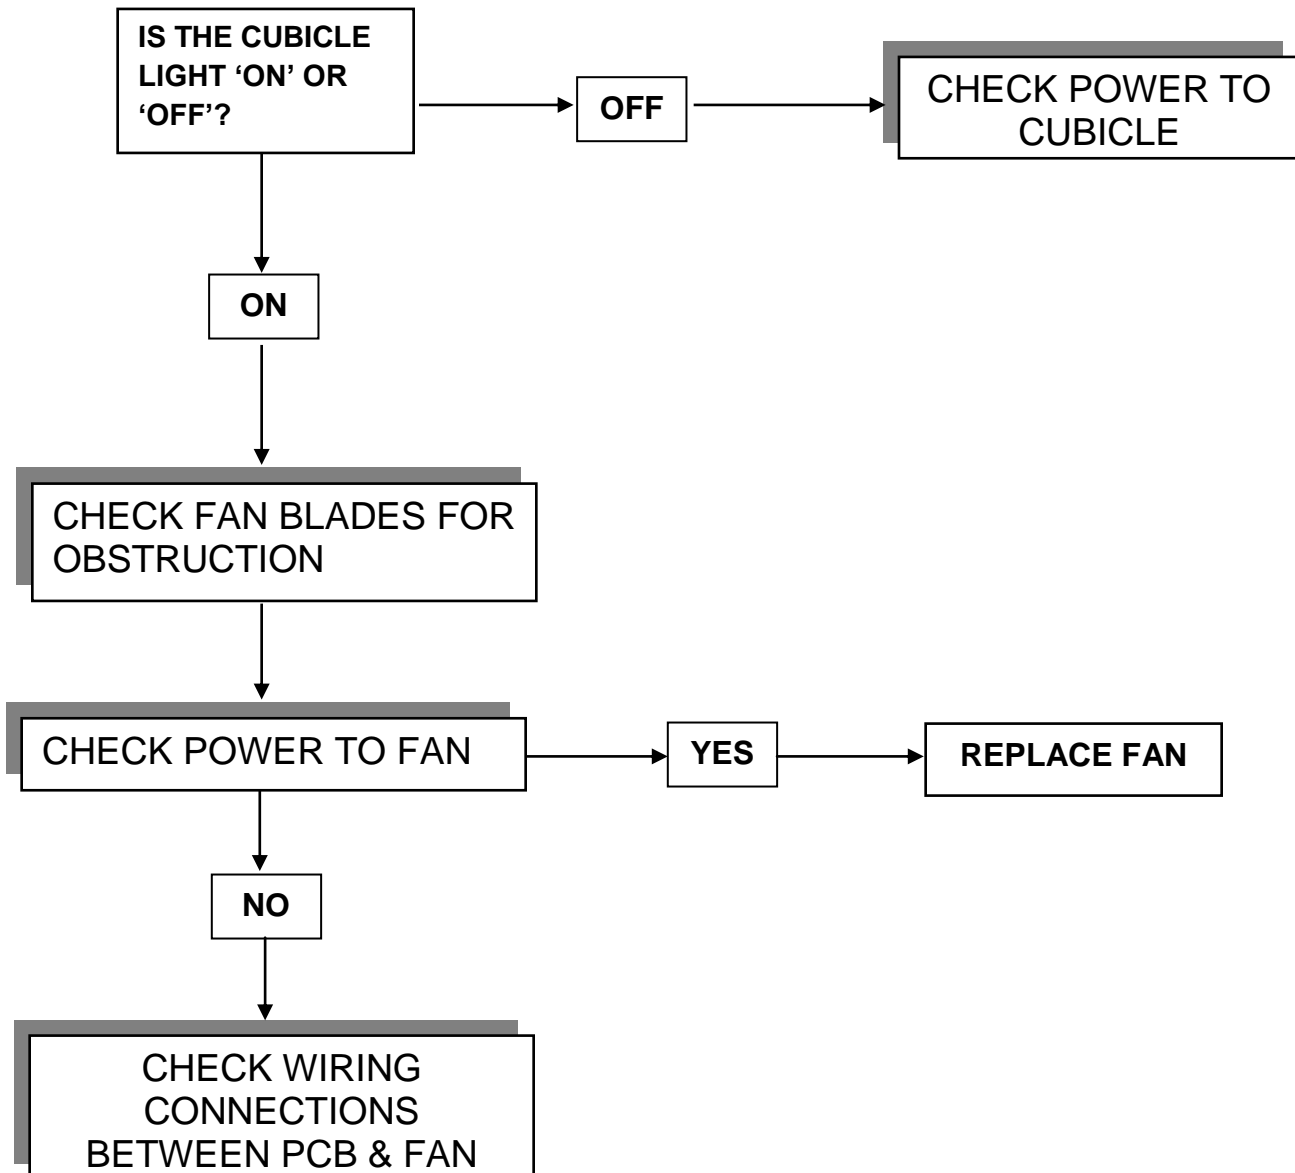 IS THE CUBICLE
LIGHT ‘ON’ OR
‘OFF’?
OFF
CHECK POWER TO
CUBICLE
ON
CHECK FAN BLADES FOR
OBSTRUCTION
CHECK POWER TO FAN
YES
REPLACE FAN
NO
CHECK WIRING
CONNECTIONS
BETWEEN PCB & FAN